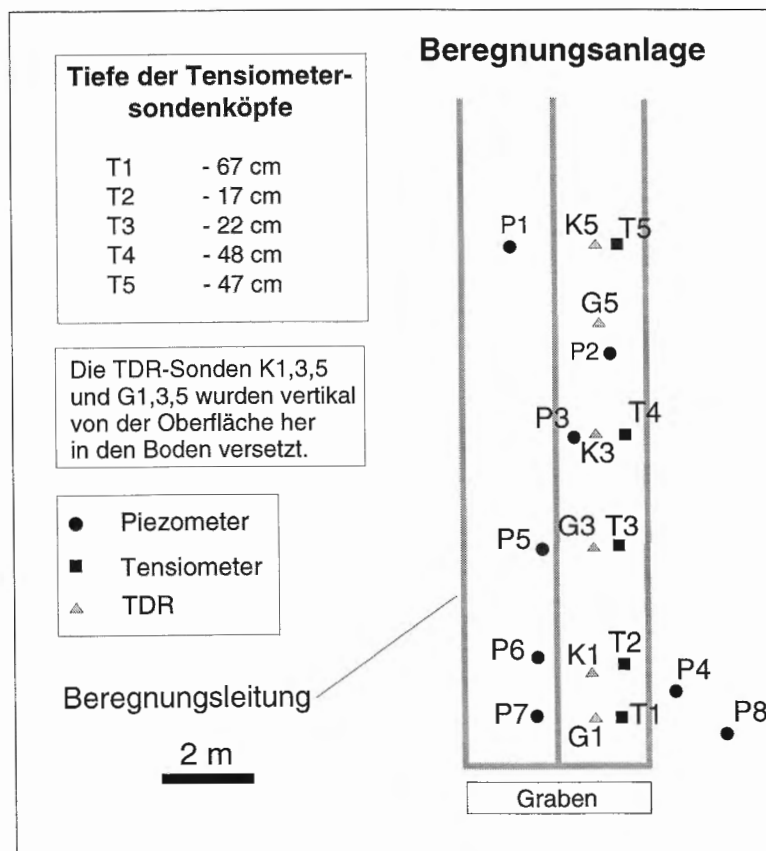 Beregnungsanlage
Tiefe der Tensiometer-
sondenköpfe
T1 - 67 cm
T2 - 17 cm
T3 - 22 cm
T4 - 48 cm
T5 - 47 cm
Die TDR-Sonden K1,3,5
und G1,3,5 wurden vertikal
von der Oberfläche her
in den Boden versetzt.
Piezometer
Tensiometer
TDR
Beregnungsleitung
2 m
P1 K5 T5
G5
P2
P3 K3 T4
P5 G3 T3
P6 K1 T2
P4
P7 G1 T1
P8
Graben